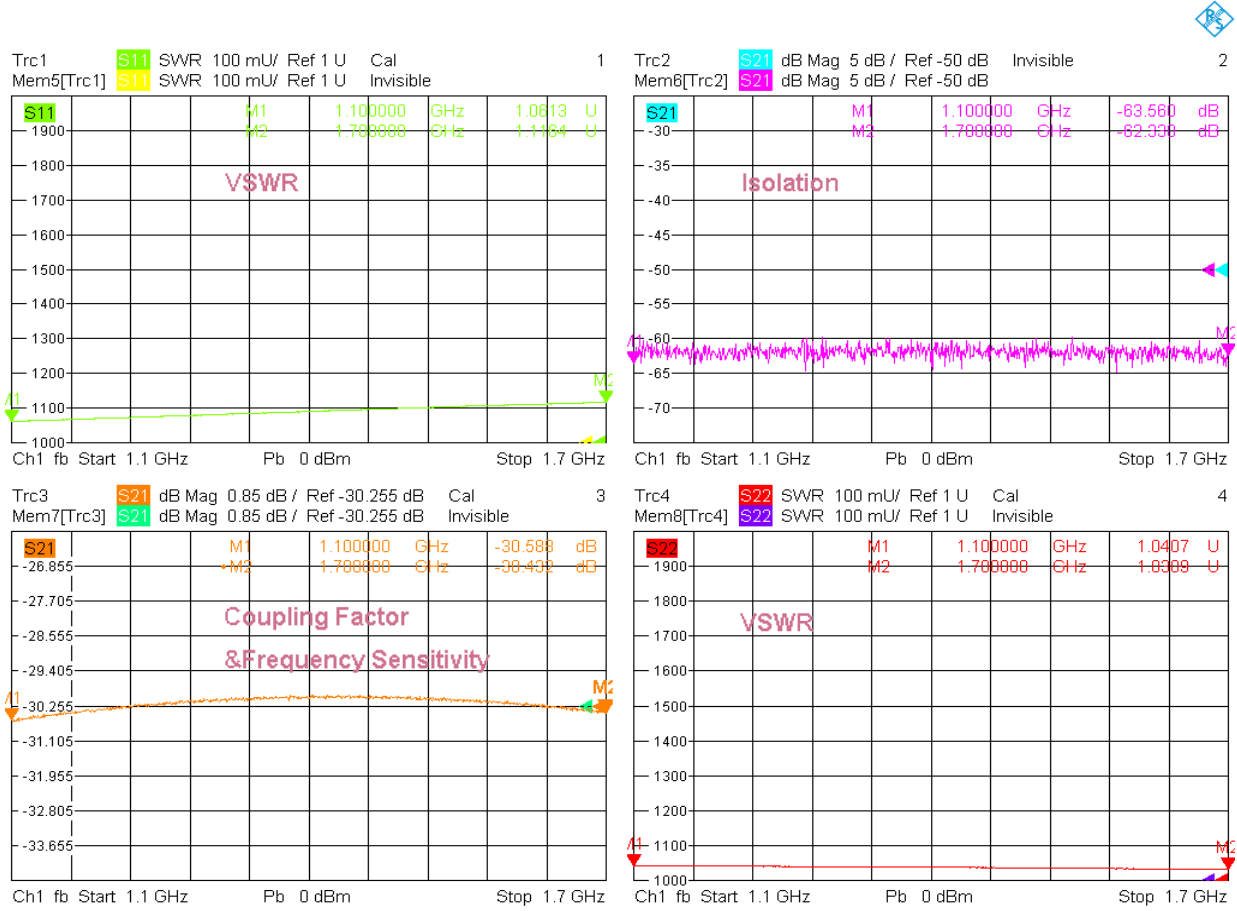 Trc1 S11 SWR 100 mU/ Ref 1 U Cal 1
Mem5[Trc1] S11 SWR 100 mU/ Ref 1 U Invisible
S11 M1 1.100000 GHz 1.0613 U
1900 M2 1.700000 GHz U
1800
VSWR
1700
1600
1500
1400
1300
1200
M2
M1
1100
1000
Ch1 fb Start 1.1 GHz Pb 0 dBm Stop 1.7 GHz
Trc2 S21 dB Mag 5 dB / Ref -50 dB Invisible 2
Mem6[Trc2] S21 dB Mag 5 dB / Ref -50 dB
S21 M1 1.100000 GHz -63.560 dB
-30 M2 1.700000 GHz dB
-35
Isolation
-40
-45
-50
-55
-60 M2
-65
-70
Ch1 fb Start 1.1 GHz Pb 0 dBm Stop 1.7 GHz
Trc3 S21 dB Mag 0.85 dB / Ref -30.255 dB Cal 3
Mem7[Trc3] S21 dB Mag 0.85 dB / Ref -30.255 dB Invisible
S21 M1 1.100000 GHz -30.588 dB
-26.855 •M2 1.700000 GHz dB
-27.705
Coupling Factor
-28.555
&Frequency Sensitivity
-29.405
M2
-30.255
-31.105
-31.955
-32.805
-33.655
Ch1 fb Start 1.1 GHz Pb 0 dBm Stop 1.7 GHz
Trc4 S22 SWR 100 mU/ Ref 1 U Cal 4
Mem8[Trc4] S22 SWR 100 mU/ Ref 1 U Invisible
S22 M1 1.100000 GHz 1.0407 U
1900 M2 1.700000 GHz U
1800
VSWR
1700
1600
1500
1400
1300
1200
1100 M2
1000
Ch1 fb Start 1.1 GHz Pb 0 dBm Stop 1.7 GHz